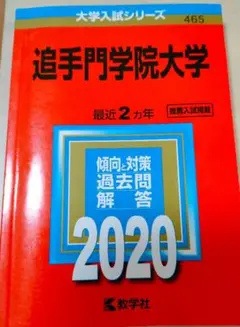 大学入試シリーズ
465
追手門学院大学
最近2カ年
推薦入試掲載
傾向と対策
過去問
解答
2020
教学社